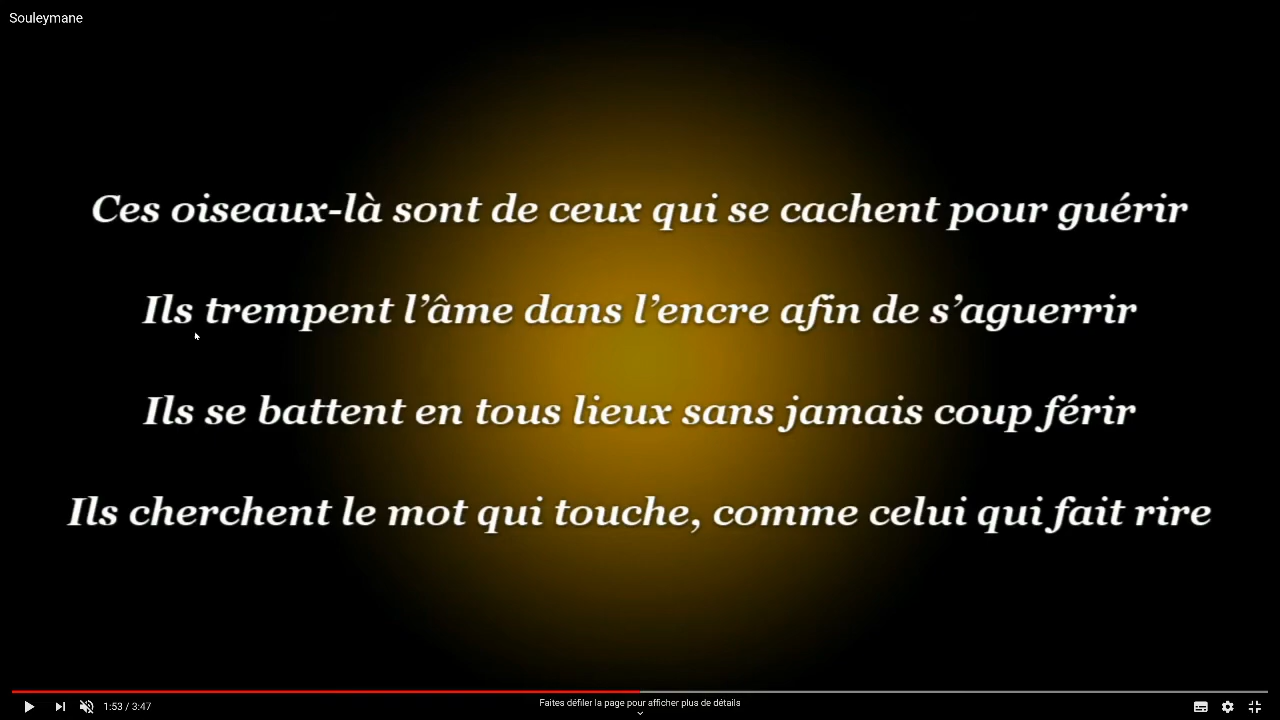 Souleymane
Ces oiseaux-là sont de ceux qui se cachent pour guérir
Ils trempent l’âme dans l’encre afin de s’aguerrir
Ils se battent en tous lieux sans jamais coup férir
Ils cherchent le mot qui touche, comme celui qui fait rire
1:53 / 3:47
Faites défiler la page pour afficher plus de détails